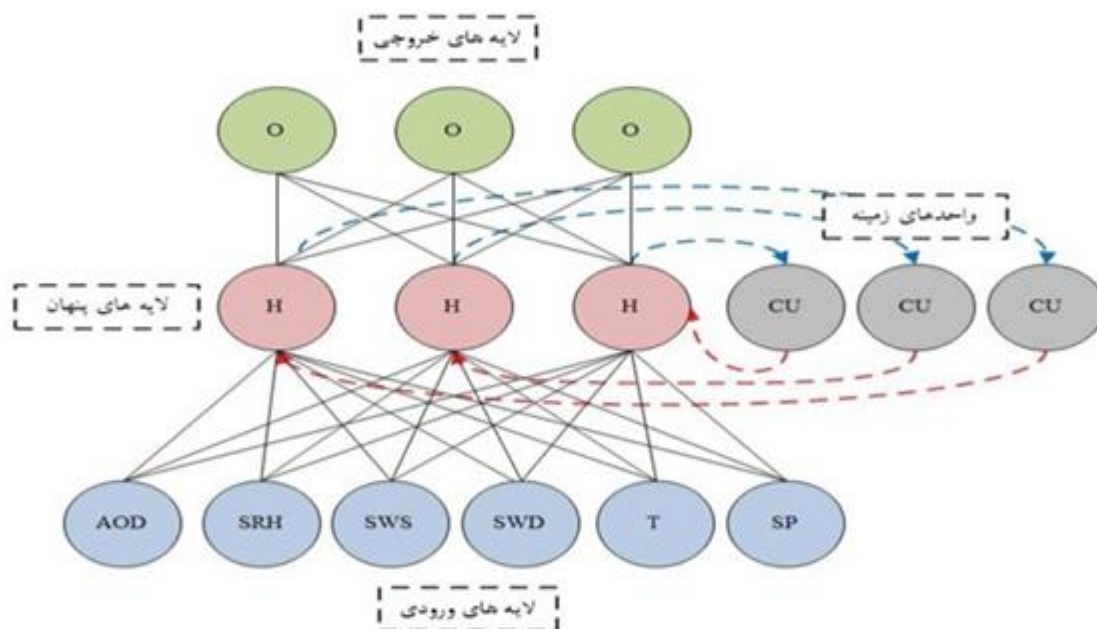 لایه های خروجی
O O O
واحدهای زمینه
لایه های پنهان
H H H CU CU CU
AOD SRH SWS SWD T SP
لایه های ورودی